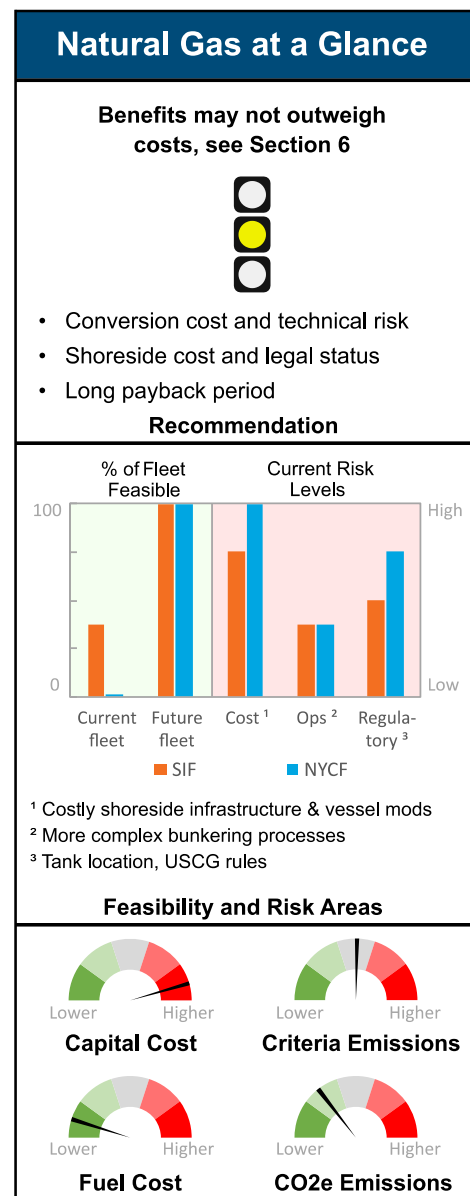 Natural Gas at a Glance
Benefits may not outweigh
costs, see Section 6
• Conversion cost and technical risk
• Shoreside cost and legal status
• Long payback period
Recommendation
% of Fleet
Feasible
Current Risk
Levels
100
High
0
Low
Current
fleet
Future
fleet
Cost ¹
Ops ²
Regula-
tory ³
SIF
NYCF
¹ Costly shoreside infrastructure & vessel mods
² More complex bunkering processes
³ Tank location, USCG rules
Feasibility and Risk Areas
Lower
Higher
Capital Cost
Lower
Higher
Criteria Emissions
Lower
Higher
Fuel Cost
Lower
Higher
CO2e Emissions